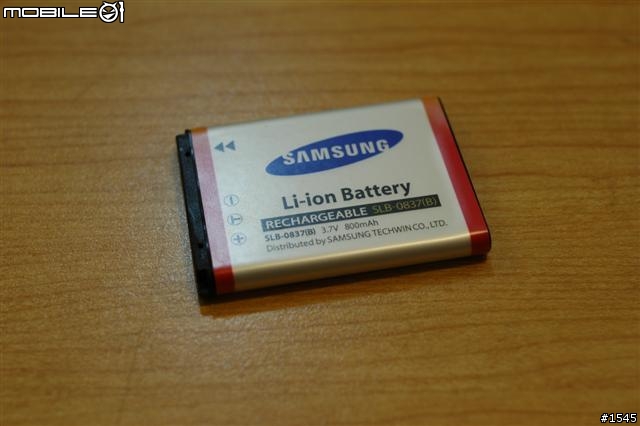 MOBILE01
SAMSUNG
Li-ion Battery
RECHARGEABLE SLB-0837(B)
SLB-0837(B) 3.7V 800mAh
Distributed by SAMSUNG TECHWIN CO., LTD.
#1545